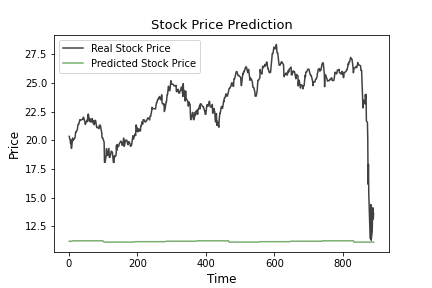 Stock Price Prediction
Real Stock Price
Predicted Stock Price
27.5
25.0
22.5
20.0
17.5
15.0
12.5
Price
0 200 400 600 800
Time